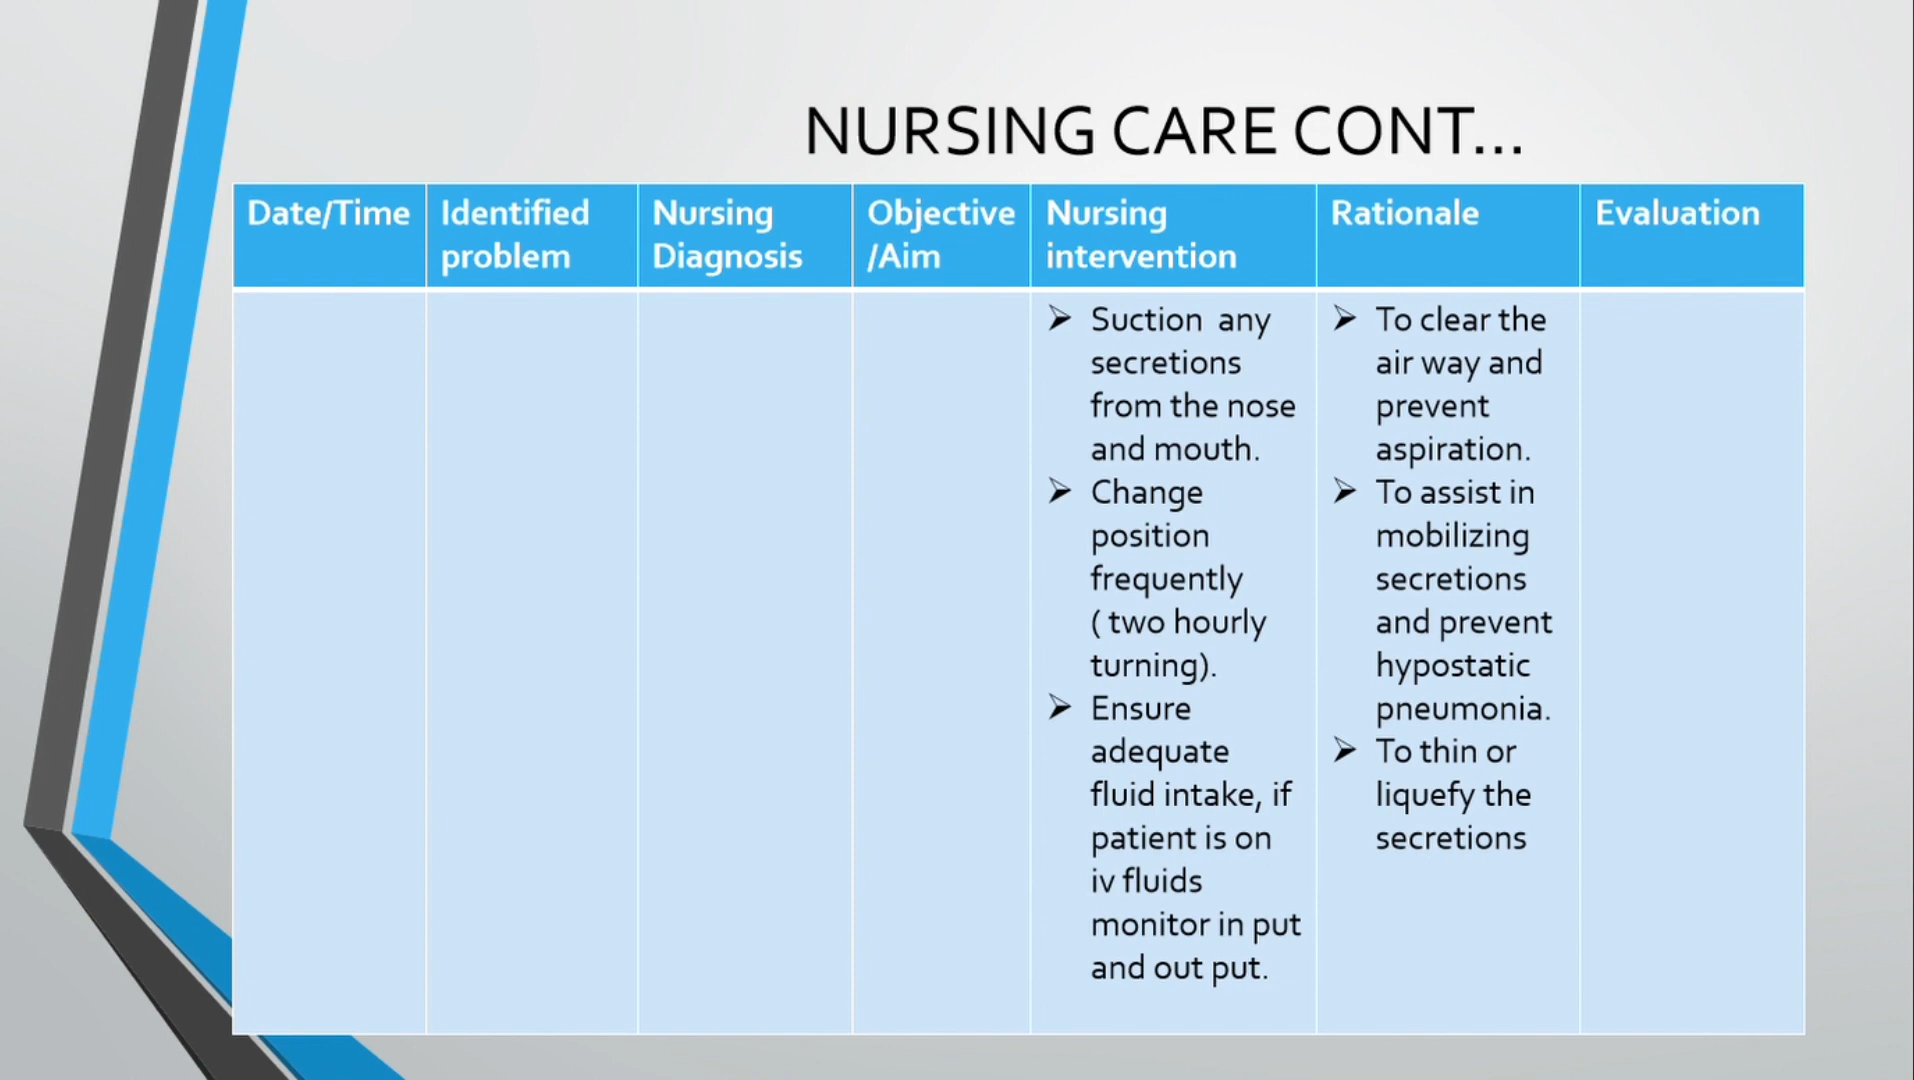 NURSING CARE CONT...
Date/Time
Identified
problem
Nursing
Diagnosis
Objective
/Aim
Nursing
intervention
Rationale
Evaluation
➢ Suction any
secretions
from the nose
and mouth.
➢ Change
position
frequently
( two hourly
turning).
➢ Ensure
adequate
fluid intake, if
patient is on
iv fluids
monitor in put
and out put.
➢ To clear the
air way and
prevent
aspiration.
➢ To assist in
mobilizing
secretions
and prevent
hypostatic
pneumonia.
➢ To thin or
liquefy the
secretions